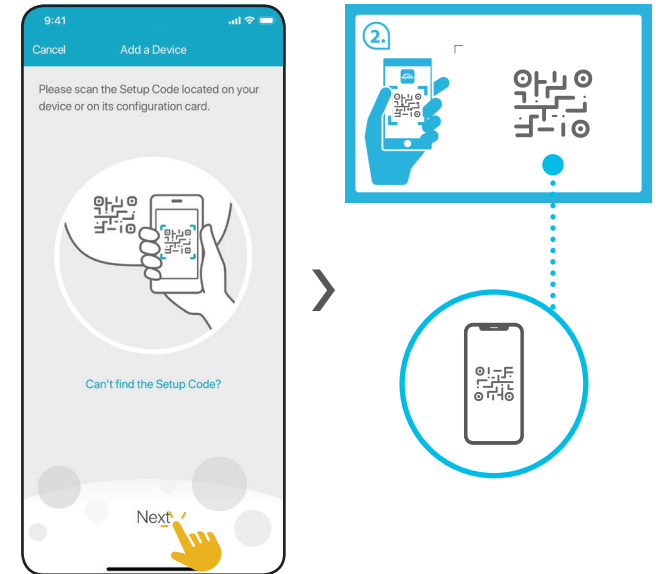 9:41
Cancel
Add a Device
Please scan the Setup Code located on your
device or on its configuration card.
Can't find the Setup Code?
Next
2.